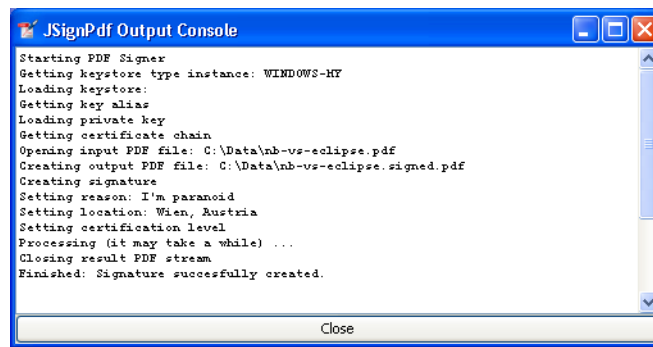 JSignPdf Output Console
Starting PDF Signer
Getting keystore type instance: WINDOWS-MY
Loading keystore:
Getting key alias
Loading private key
Getting certificate chain
Opening input PDF file: C:\Data\nb-vs-eclipse.pdf
Creating output PDF file: C:\Data\nb-vs-eclipse.signed.pdf
Creating signature
Setting reason: I'm paranoid
Setting location: Wien, Austria
Setting certification level
Processing (it may take a while) ...
Closing result PDF stream
Finished: Signature succesfully created.
Close